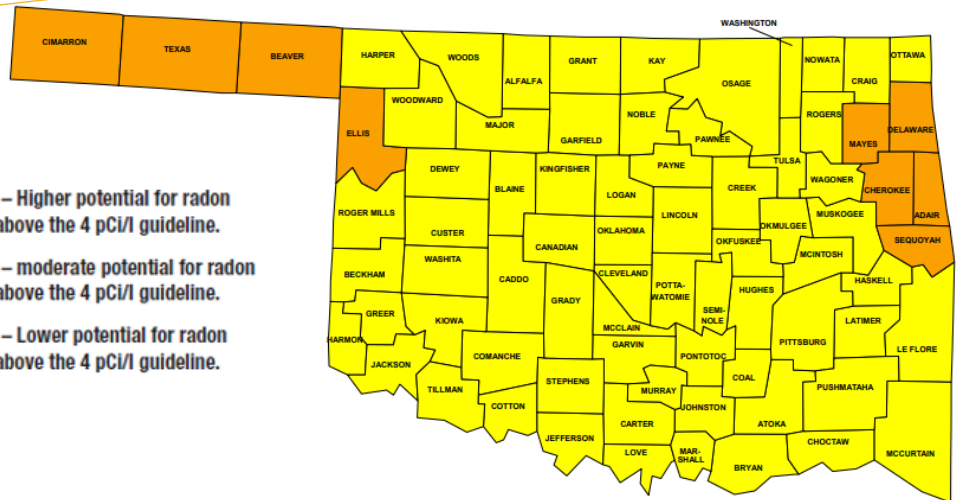 WASHINGTON
CIMARRON
TEXAS
BEAVER
HARPER
WOODS
ALFALFA
GRANT
KAY
OSAGE
NOWATA
CRAIG
OTTAWA
WOODWARD
ELLIS
MAJOR
GARFIELD
NOBLE
PAWNEE
ROGERS
MAYES
DELAWARE
DEWEY
BLAINE
KINGFISHER
LOGAN
PAYNE
CREEK
TULSA
WAGONER
CHEROKEE
ADAIR
– Higher potential for radon
above the 4 pCi/l guideline.
– moderate potential for radon
above the 4 pCi/l guideline.
– Lower potential for radon
above the 4 pCi/l guideline.
ROGER MILLS
CUSTER
CANADIAN
OKLAHOMA
LINCOLN
OKFUSKEE
OKMULGEE
MUSKOGEE
SEQUOYAH
MCINTOSH
HASKELL
BECKHAM
WASHITA
CADDO
GRADY
CLEVELAND
POTTA-
WATOMIE
SEMI-
NOLE
HUGHES
PITTSBURG
LATIMER
LE FLORE
HARMON
GREER
KIOWA
COMANCHE
MCCLAIN
GARVIN
PONTOTOC
COAL
PUSHMATAHA
JACKSON
TILLMAN
COTTON
STEPHENS
MURRAY
JOHNSTON
ATOKA
CHOCTAW
MCCURTAIN
JEFFERSON
CARTER
LOVE
MAR-
SHALL
BRYAN